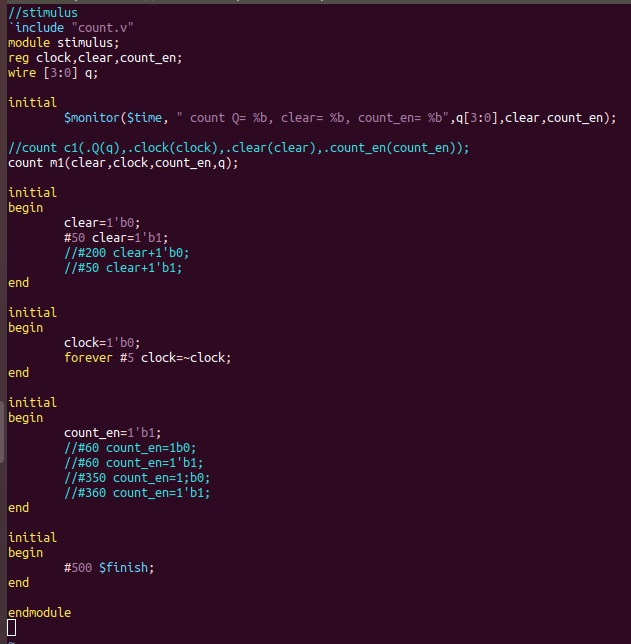 //stimulus
`include "count.v"
module stimulus;
reg clock,clear,count_en;
wire [3:0] q;
initial
$monitor($time, " count Q= %b, clear= %b, count_en= %b",q[3:0],clear,count_en);
//count c1(.Q(q),.clock(clock),.clear(clear),.count_en(count_en));
count m1(clear,clock,count_en,q);
initial
begin
clear=1'b0;
#50 clear=1'b1;
//#200 clear+1'b0;
//#50 clear+1'b1;
end
initial
begin
clock=1'b0;
forever #5 clock=~clock;
end
initial
begin
count_en=1'b1;
//#60 count_en=1b0;
//#60 count_en=1'b1;
//#350 count_en=1;b0;
//#360 count_en=1'b1;
end
initial
begin
#500 $finish;
end
endmodule
~